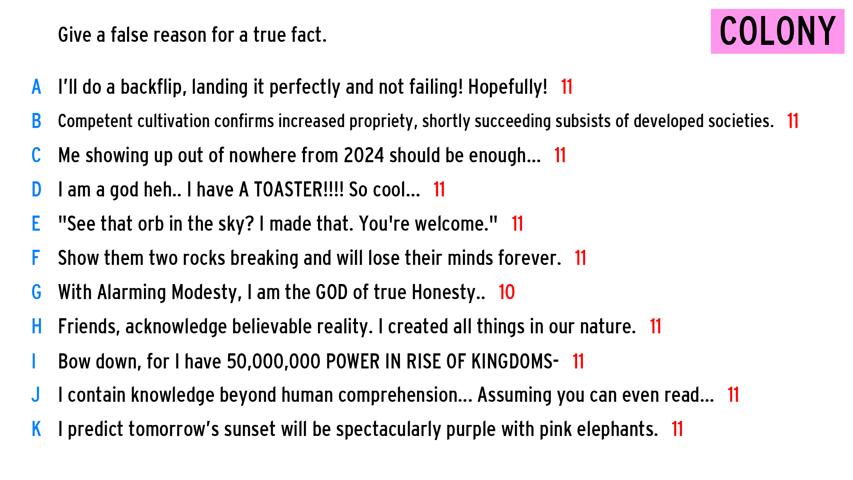 Give a false reason for a true fact.
COLONY
A I'll do a backflip, landing it perfectly and not failing! Hopefully! 11
B Competent cultivation confirms increased propriety, shortly succeeding subsists of developed societies. 11
C Me showing up out of nowhere from 2024 should be enough... 11
D I am a god heh.. I have A TOASTER!!!! So cool... 11
E "See that orb in the sky? I made that. You're welcome." 11
F Show them two rocks breaking and will lose their minds forever. 11
G With Alarming Modesty, I am the GOD of true Honesty.. 10
H Friends, acknowledge believable reality. I created all things in our nature. 11
I Bow down, for I have 50,000,000 POWER IN RISE OF KINGDOMS- 11
J I contain knowledge beyond human comprehension... Assuming you can even read... 11
K I predict tomorrow's sunset will be spectacularly purple with pink elephants. 11